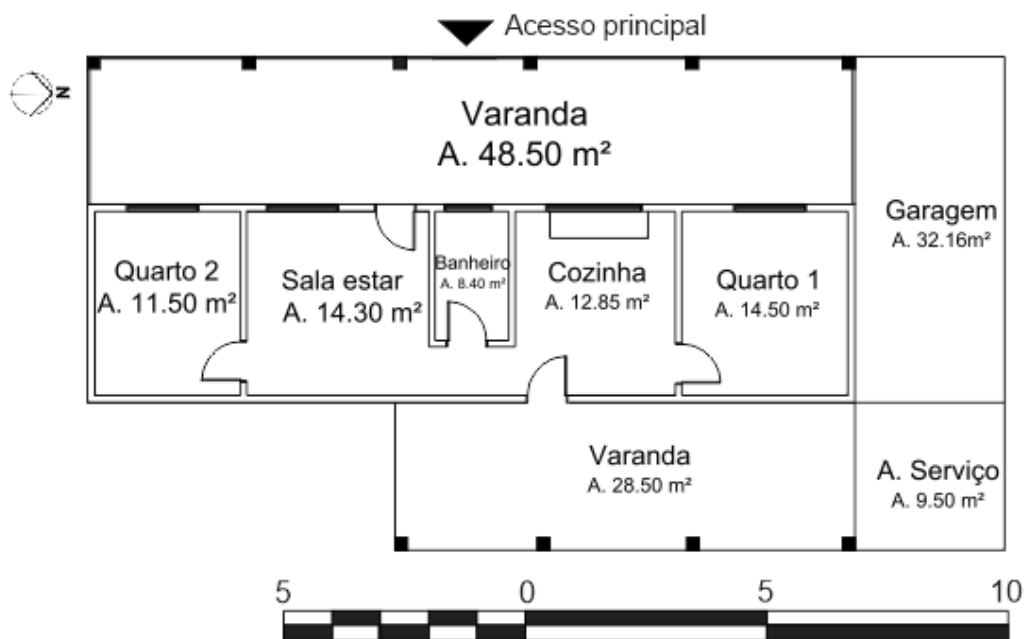 Acesso principal
N
Varanda
A. 48.50 m²
Garagem
A. 32.16m²
Quarto 2
A. 11.50 m²
Sala estar
A. 14.30 m²
Banheiro
A. 8.40 m²
Cozinha
A. 12.85 m²
Quarto 1
A. 14.50 m²
Varanda
A. 28.50 m²
A. Serviço
A. 9.50 m²
5 0 5 10